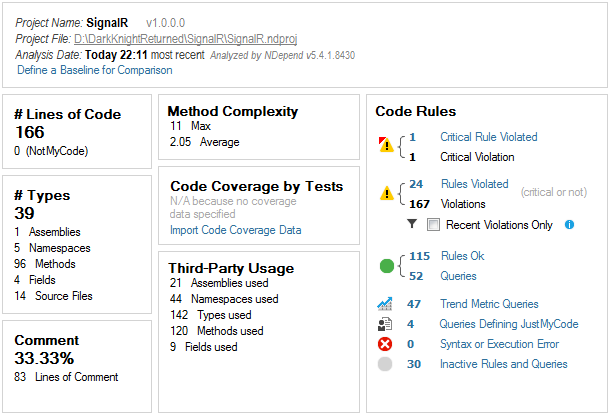 Project Name: SignalR v1.0.0.0
Project File: D:\DarkKnightReturned\SignalR\SignalR.ndproj
Analysis Date: Today 22:11 most recent Analyzed by NDepend v5.4.1.8430
Define a Baseline for Comparison
# Lines of Code
166
0 (NotMyCode)
# Types
39
1 Assemblies
5 Namespaces
96 Methods
4 Fields
14 Source Files
Comment
33.33%
83 Lines of Comment
Method Complexity
11 Max
2.05 Average
Code Coverage by Tests
N/A because no coverage
data specified
Import Code Coverage Data
Third-Party Usage
21 Assemblies used
44 Namespaces used
142 Types used
120 Methods used
9 Fields used
Code Rules
1 Critical Rule Violated
1 Critical Violation
24 Rules Violated (critical or not)
167 Violations
Recent Violations Only
115 Rules Ok
52 Queries
47 Trend Metric Queries
4 Queries Defining JustMyCode
0 Syntax or Execution Error
30 Inactive Rules and Queries